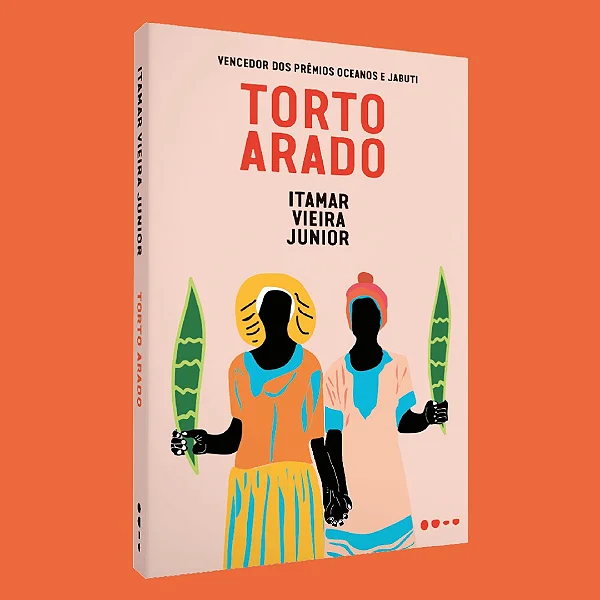 VENCEDOR DOS PRÊMIOS OCEANOS E JABUTI
TORTO
ARADO
ITAMAR
VIEIRA
JUNIOR
ITAMAR VIEIRA JUNIOR
TORTO ARADO